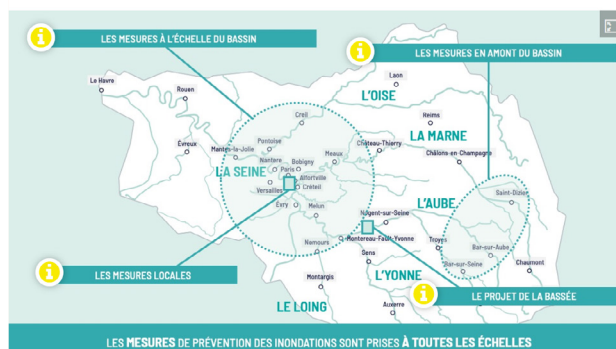 LES MESURES À L'ÉCHELLE DU BASSIN
LES MESURES EN AMONT DU BASSIN
Le Havre
Rouen
Laon
L'OISE
Creil
Reims
Évreux
Mantes-la-Jolie
Pontoise
LA MARNE
Château-Thierry
Meaux
Châlons-en-Champagne
Nanterre
Bobigny
LA SEINE
Paris
Alfortville
Versailles
Créteil
Saint-Dizier
L'AUBE
Évry
Melun
Nogent-sur-Seine
Montereau-Fault-Yonne
Troyes
Bar-sur-Aube
Nemours
Sens
Bar-sur-Seine
Chaumont
LES MESURES LOCALES
L'YONNE
Montargis
LE PROJET DE LA BASSÉE
LE LOING
Auxerre
LES MESURES DE PRÉVENTION DES INONDATIONS SONT PRISES À TOUTES LES ÉCHELLES